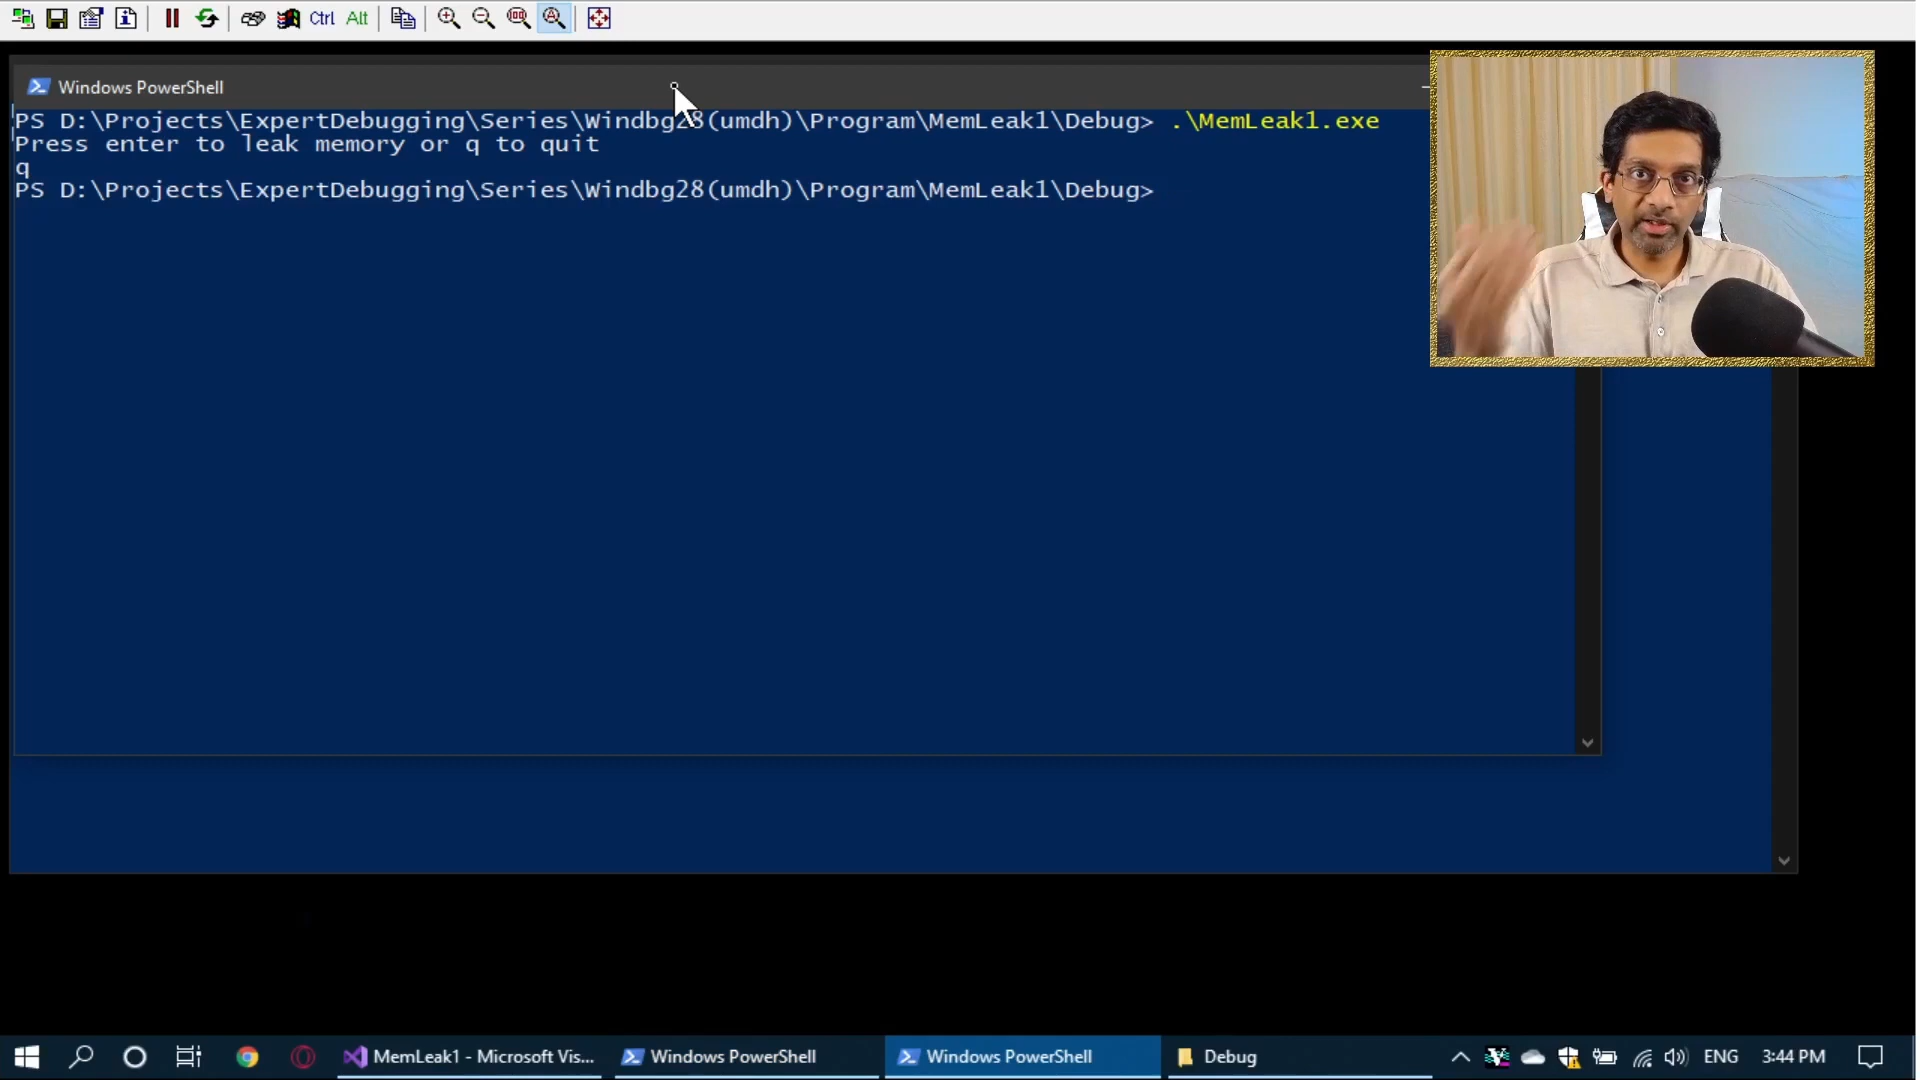 Ctrl Alt
Windows PowerShell
PS D:\Projects\ExpertDebugging\Series\Windbg28(umdh)\Program\MemLeak1\Debug> .\MemLeak1.exe
Press enter to leak memory or q to quit
q
PS D:\Projects\ExpertDebugging\Series\Windbg28(umdh)\Program\MemLeak1\Debug>
MemLeak1 - Microsoft Vis... Windows PowerShell Windows PowerShell Debug ENG 3:44 PM